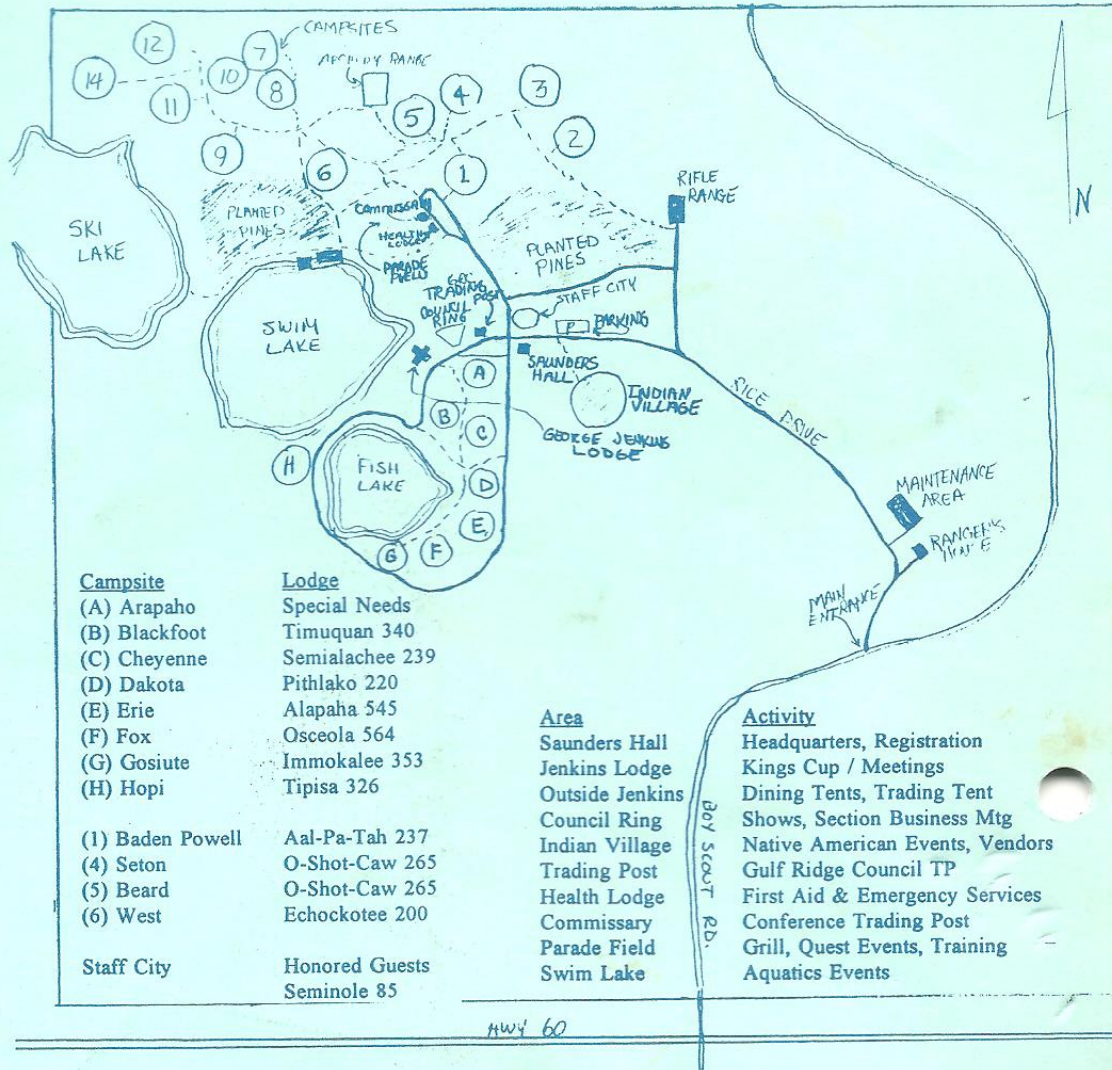 CAMPSITES
12
7
14
10
11
8
9
6
RANGE
5
4
3
2
1
RIFLE
RANGE
N
SKI
LAKE
PLANTED
PINES
HEALTH
LODGE
PARADE
TRADING
POST
COUNCIL
RING
PLANTED
PINES
STAFF CITY
P
PARKING
SWIM
LAKE
SAUNDERS
HALL
INDIAN
VILLAGE
GEORGE JENKINS
LODGE
RICE DRIVE
A
B
C
D
E
F
G
H
FISH
LAKE
MAINTENANCE
AREA
RANGER'S
MAIN
ENTRANCE
Campsite Lodge
(A) Arapaho Special Needs
(B) Blackfoot Timuquan 340
(C) Cheyenne Semialachee 239
(D) Dakota Pithlako 220
(E) Erie Alapaha 545
(F) Fox Osceola 564
(G) Gosiute Immokalee 353
(H) Hopi Tipisa 326
(1) Baden Powell Aal-Pa-Tah 237
(4) Seton O-Shot-Caw 265
(5) Beard O-Shot-Caw 265
(6) West Echockotee 200
Staff City Honored Guests
Seminole 85
Area Activity
Saunders Hall Headquarters, Registration
Jenkins Lodge Kings Cup / Meetings
Outside Jenkins Dining Tents, Trading Tent
Council Ring Shows, Section Business Mtg
Indian Village Native American Events, Vendors
Trading Post Gulf Ridge Council TP
Health Lodge First Aid & Emergency Services
Commissary Conference Trading Post
Parade Field Grill, Quest Events, Training
Swim Lake Aquatics Events
BOY SCOUT RD.
HWY 60